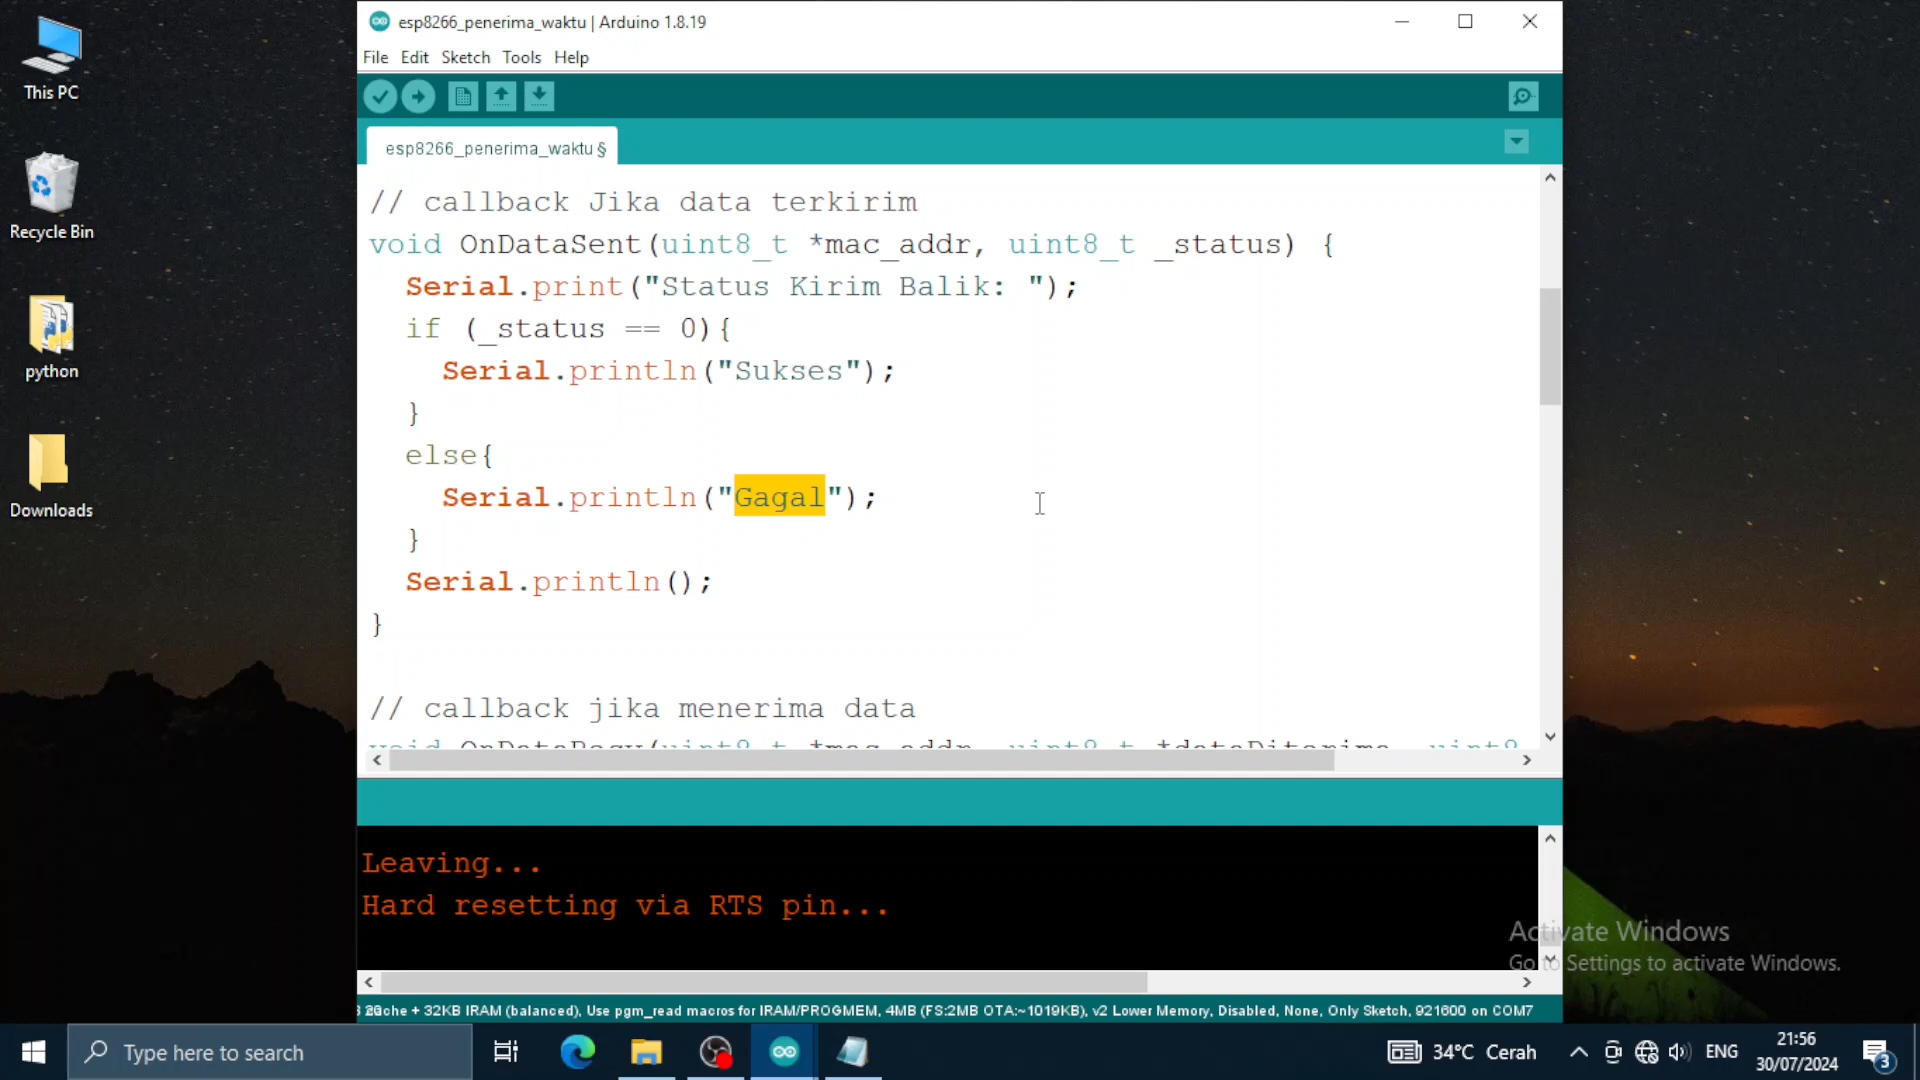 This PC
Recycle Bin
python
Downloads
esp8266_penerima_waktu | Arduino 1.8.19
File Edit Sketch Tools Help
esp8266_penerima_waktu §
// callback Jika data terkirim
void OnDataSent(uint8_t *mac_addr, uint8_t _status) {
Serial.print("Status Kirim Balik: ");
if (_status == 0){
Serial.println("Sukses");
}
else{
Serial.println("Gagal");
}
Serial.println();
}
// callback jika menerima data
Leaving...
Hard resetting via RTS pin...
Activate Windows
Go to Settings to activate Windows.
+ 32KB IRAM (balanced), Use pgm_read macros for IRAM/PROGMEM, 4MB (FS:2MB OTA:~1019KB), v2 Lower Memory, Disabled, None, Only Sketch, 921600 on COM7
Type here to search
34°C Cerah
ENG
21:56
30/07/2024
3